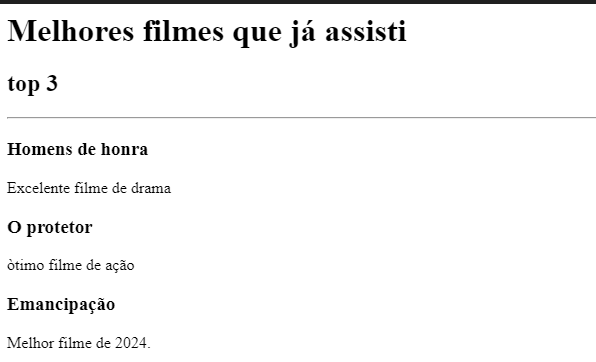 Melhores filmes que já assisti
top 3
Homens de honra
Excelente filme de drama
O protetor
òtimo filme de ação
Emancipação
Melhor filme de 2024.